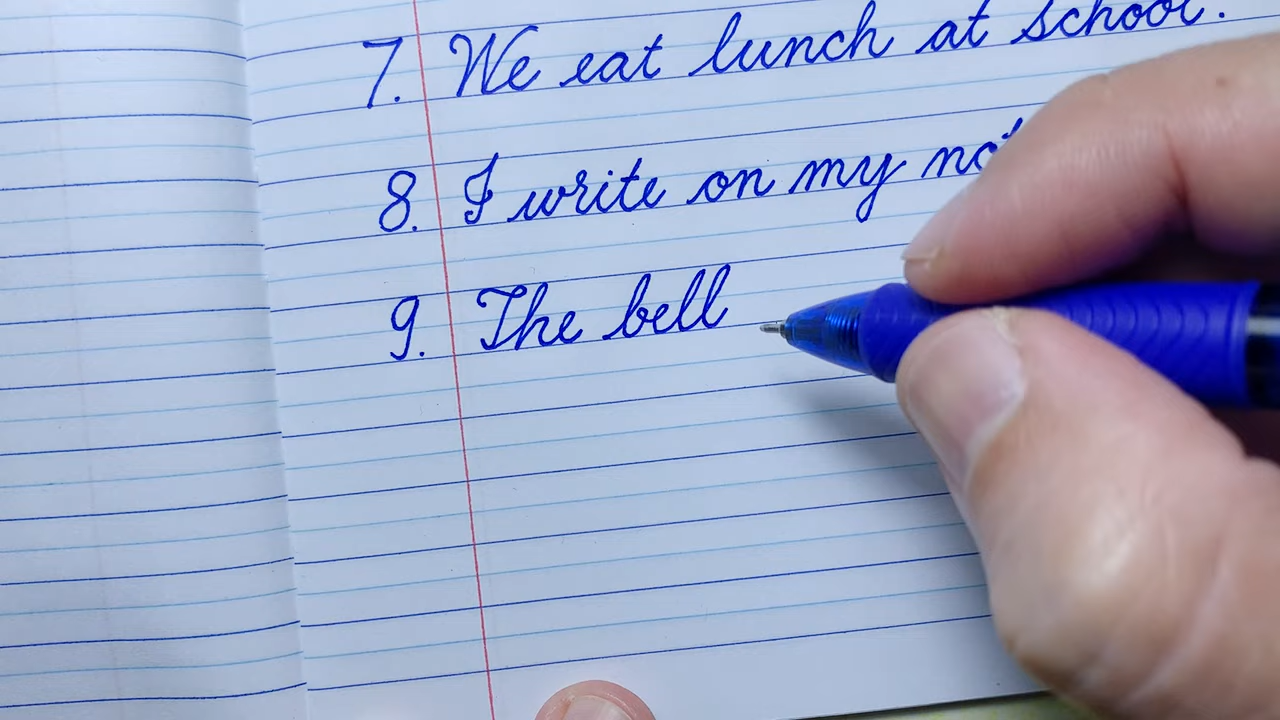 7. We eat lunch at school.
8. I write on my
9. The bell